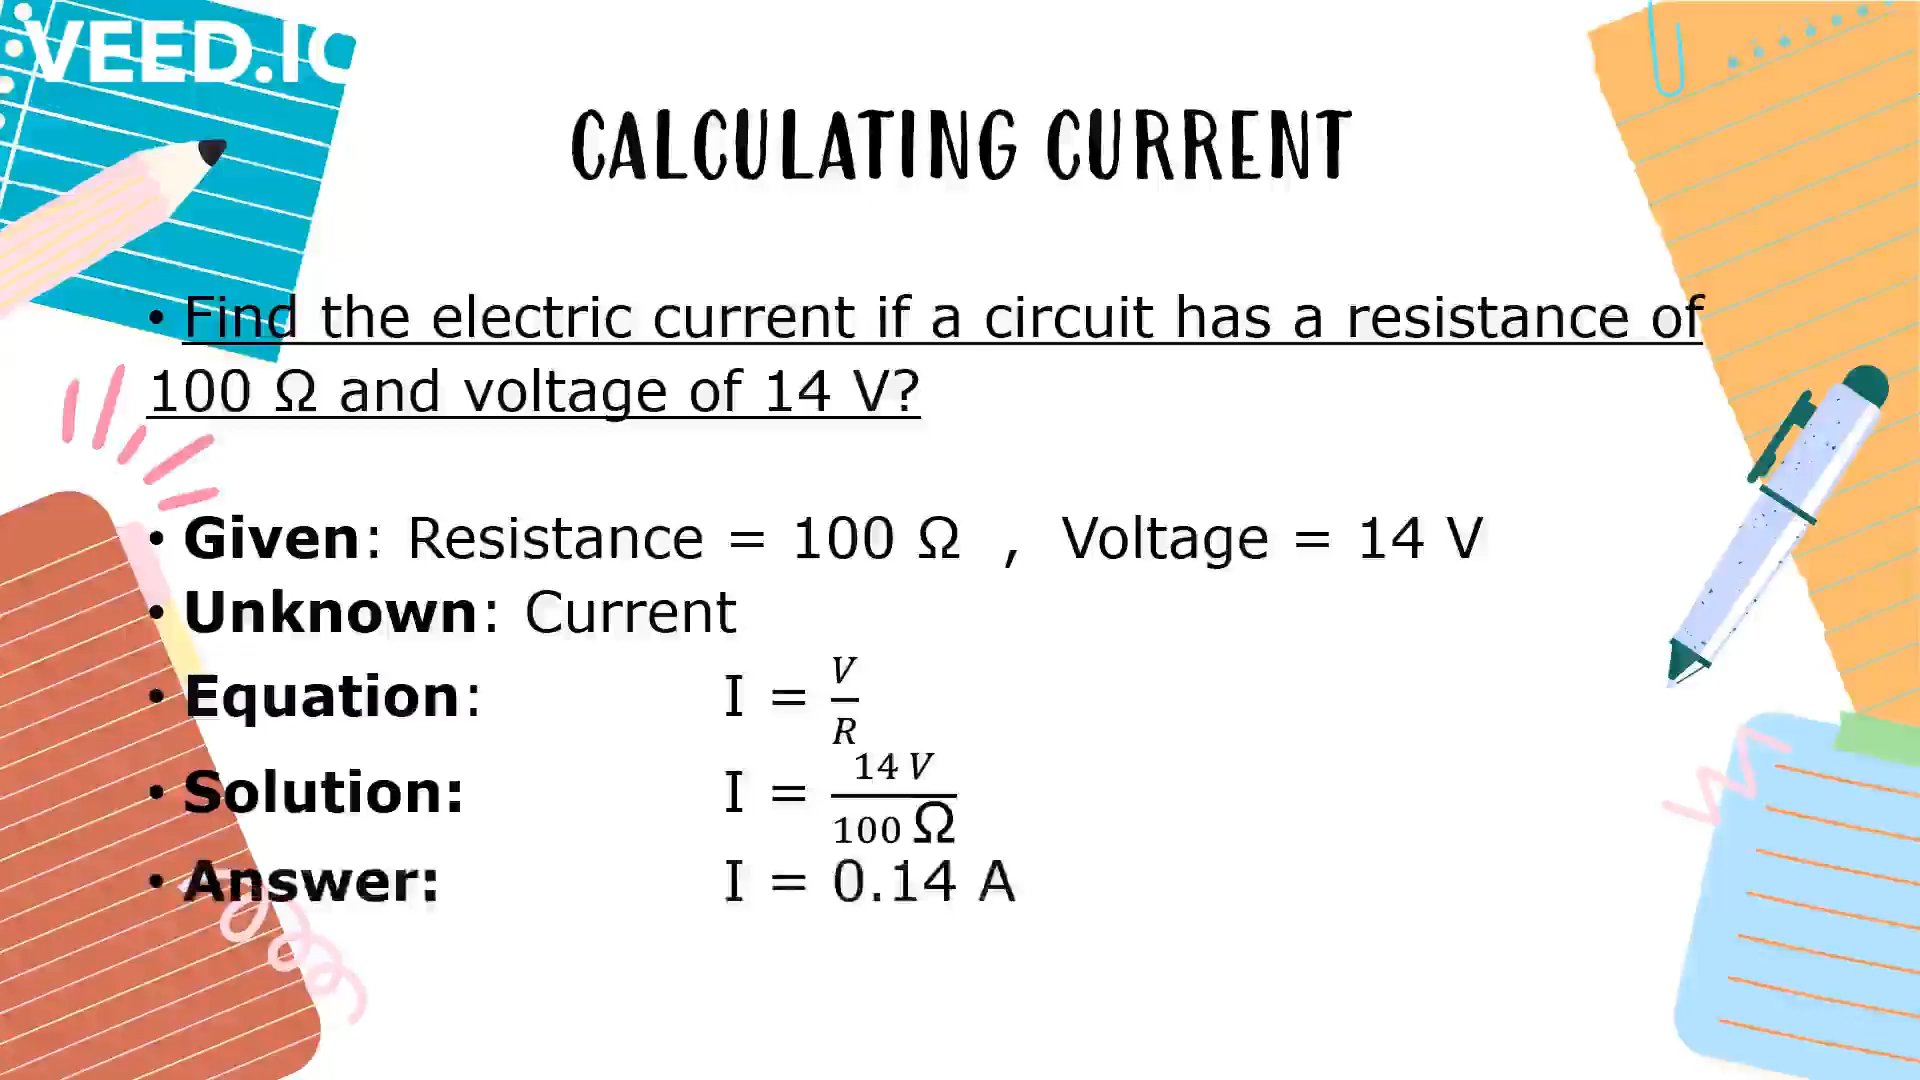 VEED.IO
CALCULATING CURRENT
• Find the electric current if a circuit has a resistance of
100 Ω and voltage of 14 V?
• Given: Resistance = 100 Ω , Voltage = 14 V
• Unknown: Current
• Equation: I = V/R
• Solution: I = 14 V/100 Ω
• Answer: I = 0.14 A